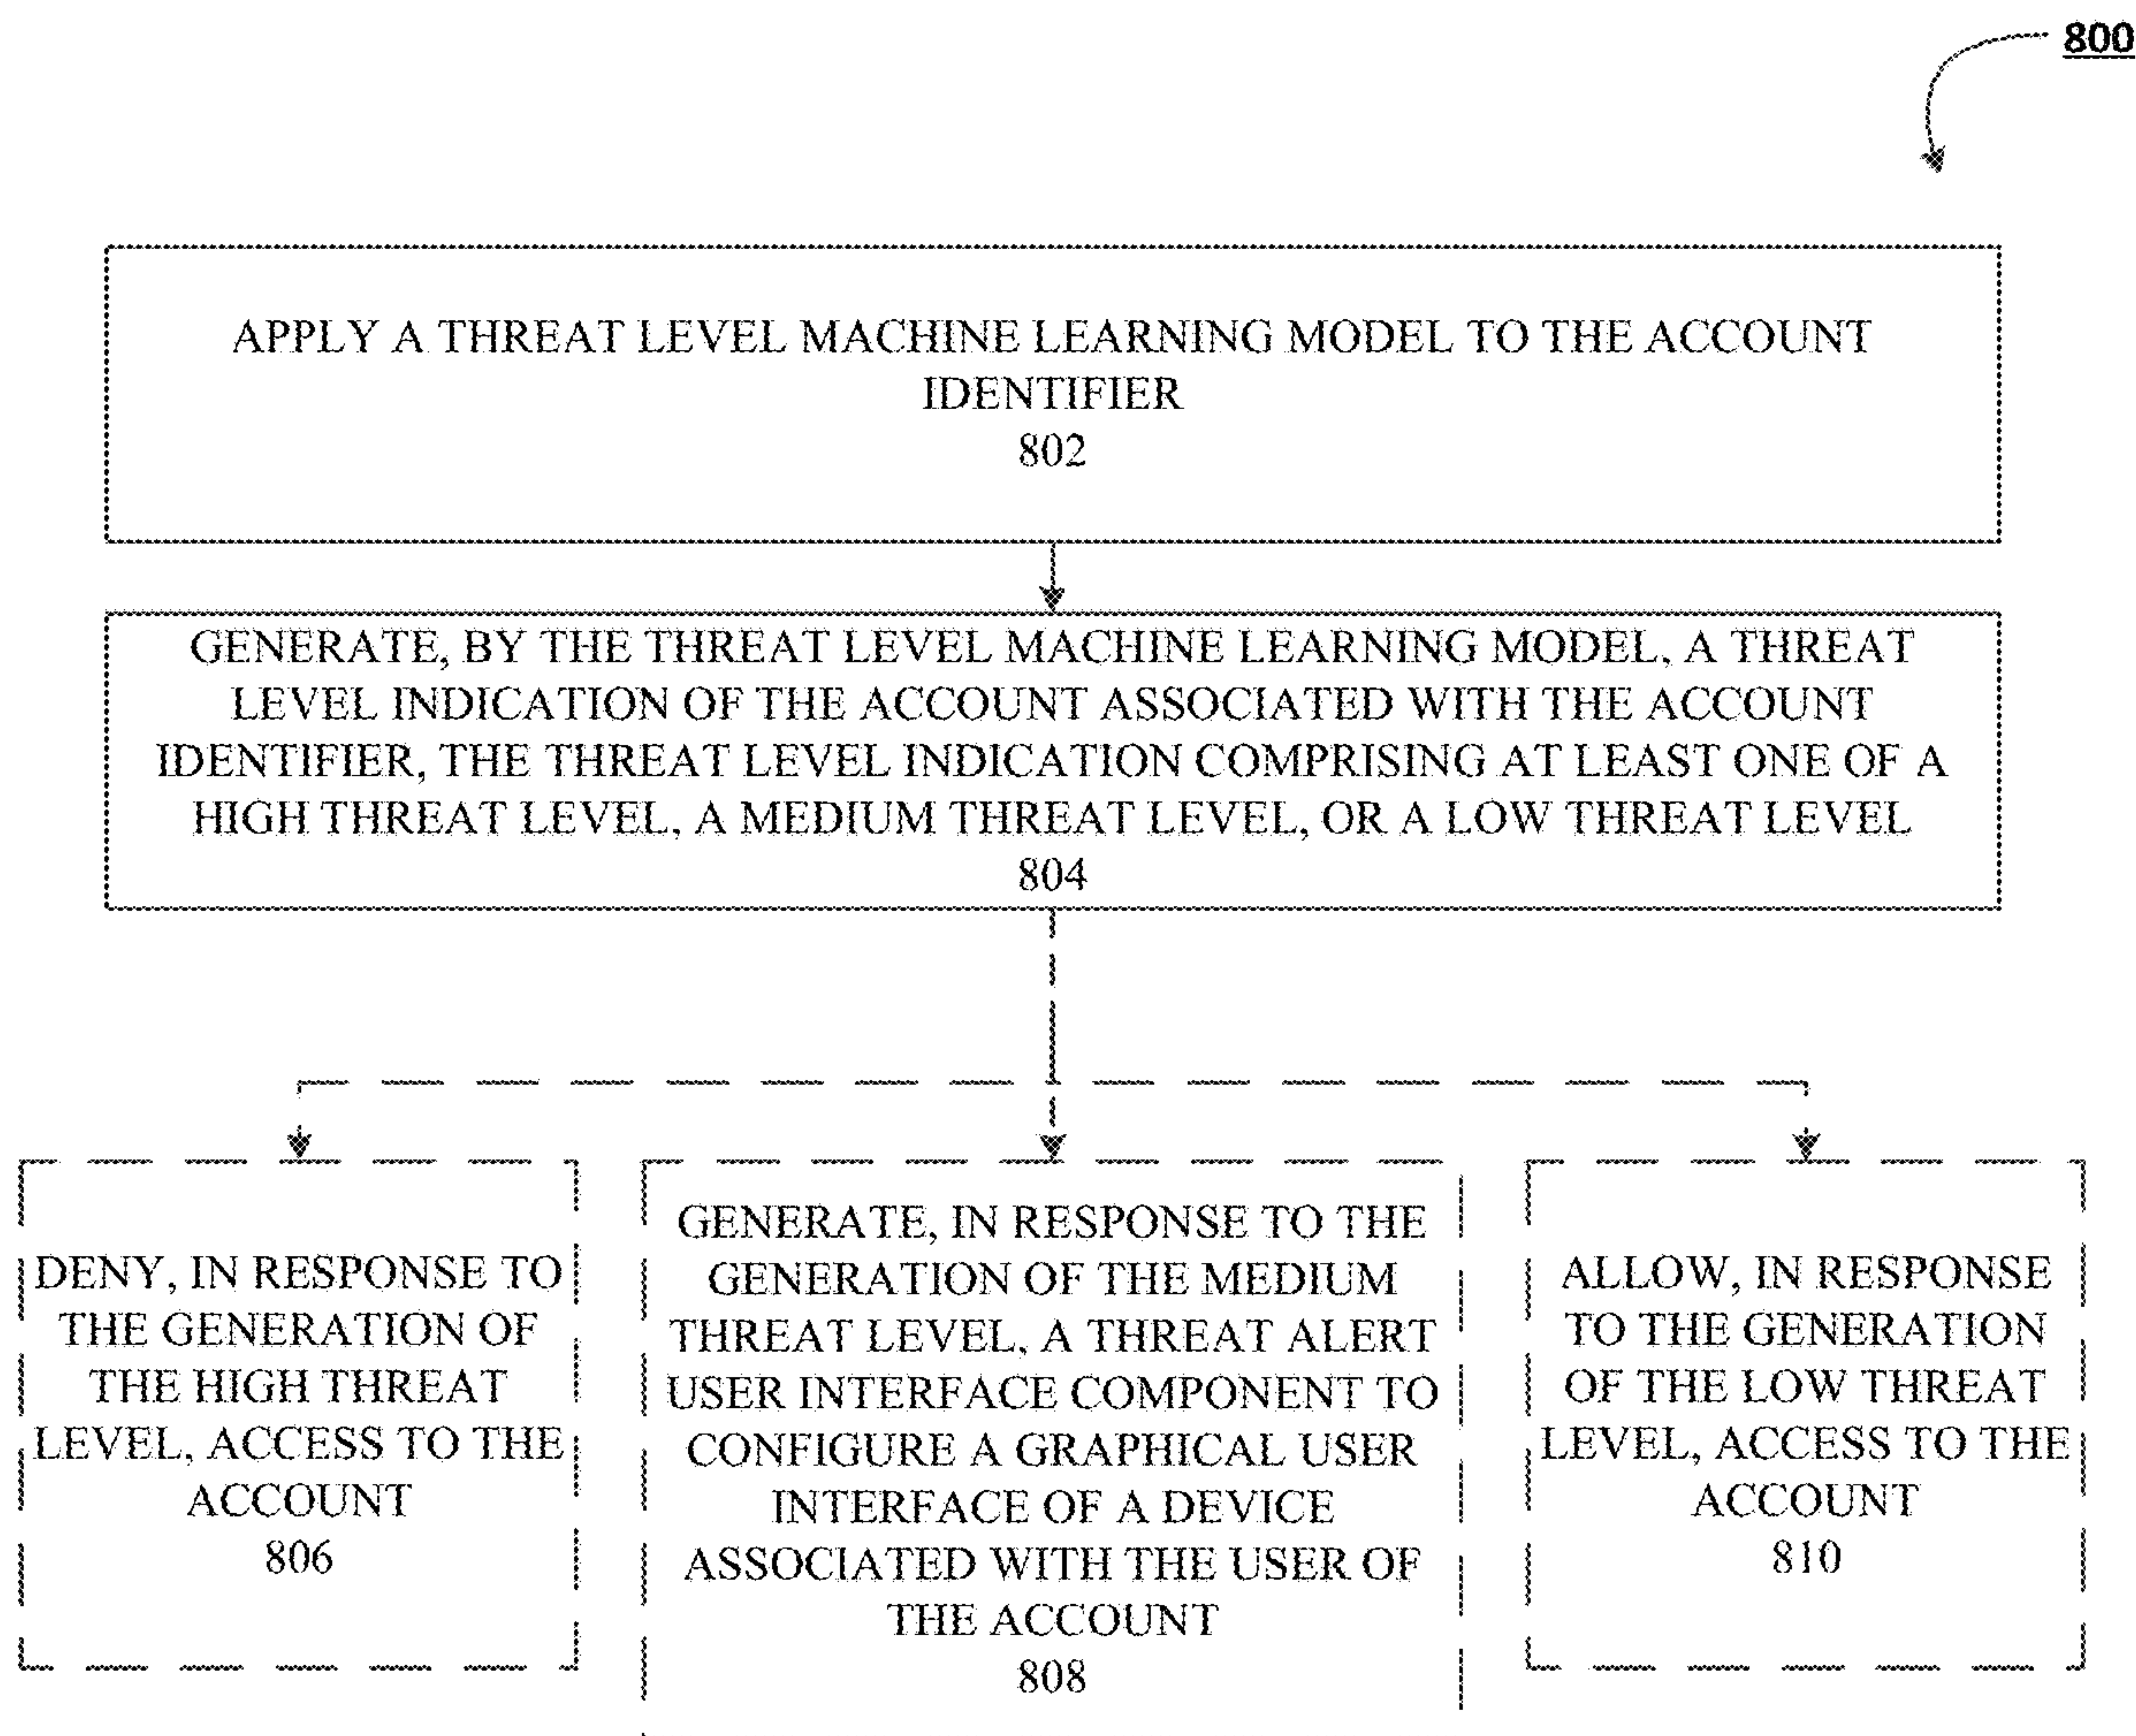 800
APPLY A THREAT LEVEL MACHINE LEARNING MODEL TO THE ACCOUNT
IDENTIFIER
802
GENERATE, BY THE THREAT LEVEL MACHINE LEARNING MODEL, A THREAT
LEVEL INDICATION OF THE ACCOUNT ASSOCIATED WITH THE ACCOUNT
IDENTIFIER, THE THREAT LEVEL INDICATION COMPRISING AT LEAST ONE OF A
HIGH THREAT LEVEL, A MEDIUM THREAT LEVEL, OR A LOW THREAT LEVEL
804
DENY, IN RESPONSE TO
THE GENERATION OF
THE HIGH THREAT
LEVEL, ACCESS TO THE
ACCOUNT
806
GENERATE, IN RESPONSE TO THE
GENERATION OF THE MEDIUM
THREAT LEVEL, A THREAT ALERT
USER INTERFACE COMPONENT TO
CONFIGURE A GRAPHICAL USER
INTERFACE OF A DEVICE
ASSOCIATED WITH THE USER OF
THE ACCOUNT
808
ALLOW, IN RESPONSE
TO THE GENERATION
OF THE LOW THREAT
LEVEL, ACCESS TO THE
ACCOUNT
810